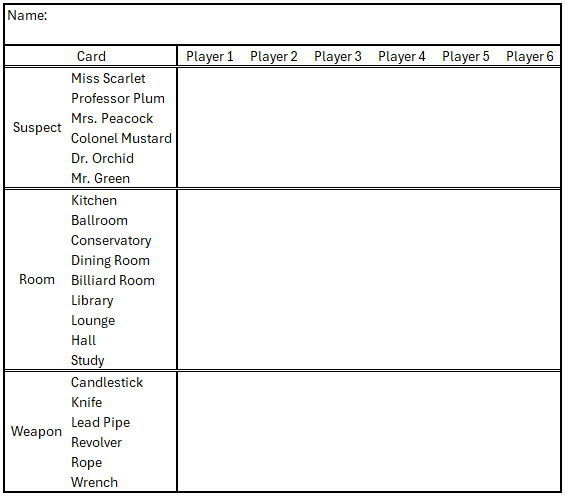 Name:
Card Player 1 Player 2 Player 3 Player 4 Player 5 Player 6
Suspect
Miss Scarlet
Professor Plum
Mrs. Peacock
Colonel Mustard
Dr. Orchid
Mr. Green
Room
Kitchen
Ballroom
Conservatory
Dining Room
Billiard Room
Library
Lounge
Hall
Study
Weapon
Candlestick
Knife
Lead Pipe
Revolver
Rope
Wrench